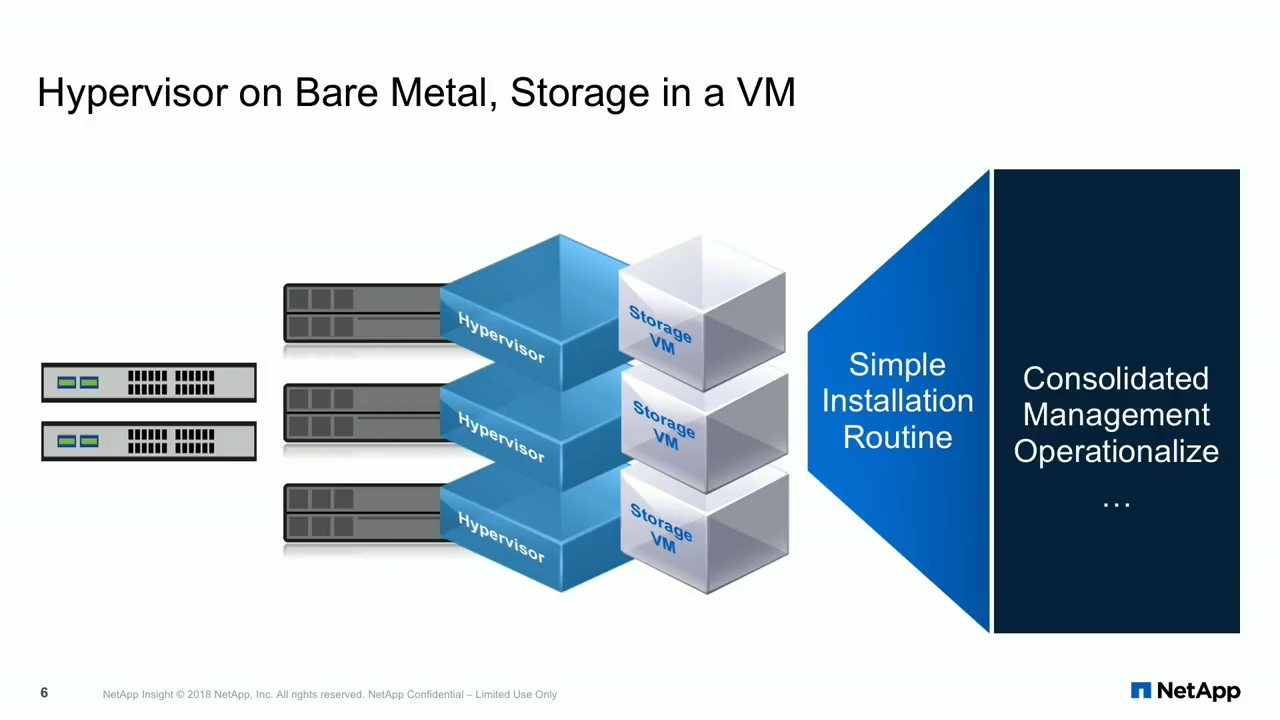 Hypervisor on Bare Metal, Storage in a VM
Hypervisor
Storage
VM
Hypervisor
Storage
VM
Hypervisor
Storage
VM
Simple
Installation
Routine
Consolidated
Management
Operationalize
…
6
NetApp Insight © 2018 NetApp, Inc. All rights reserved. NetApp Confidential – Limited Use Only
NetApp